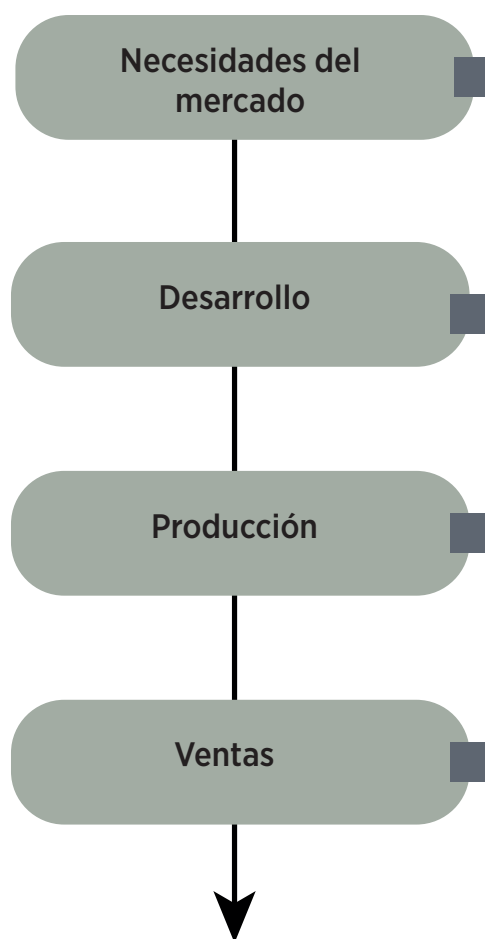 Necesidades del
mercado
Desarrollo
Producción
Ventas